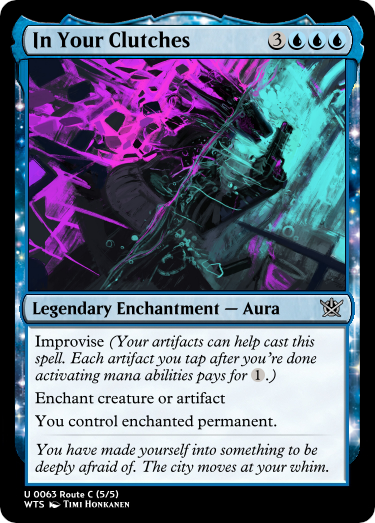 In Your Clutches 3UUU
Legendary Enchantment — Aura
Improvise (Your artifacts can help cast this
spell. Each artifact you tap after you're done
activating mana abilities pays for 1.)
Enchant creature or artifact
You control enchanted permanent.
You have made yourself into something to be
deeply afraid of. The city moves at your whim.
U 0063 Route C (5/5)
WTS Timi Honkanen